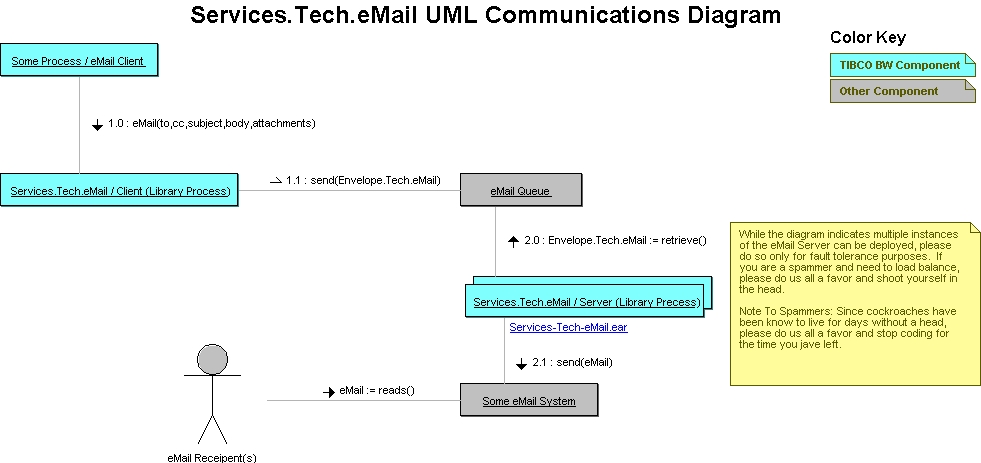 Services.Tech.eMail UML Communications Diagram
Color Key
Some Process / eMail Client
TIBCO BW Component
Other Component
1.0 : eMail(to,cc,subject,body,attachments)
Services.Tech.eMail / Client (Library Process)
1.1 : send(Envelope.Tech.eMail)
eMail Queue
2.0 : Envelope.Tech.eMail := retrieve()
While the diagram indicates multiple instances
of the eMail Server can be deployed, please
do so only for fault tolerance purposes. If
you are a spammer and need to load balance,
please do us all a favor and shoot yourself in
the head.
Note To Spammers: Since cockroaches have
been know to live for days without a head,
please do us all a favor and stop coding for
the time you jave left.
Services.Tech.eMail / Server (Library Precess)
Services-Tech-eMail.ear
2.1 : send(eMail)
eMail := reads()
Some eMail System
eMail Receipent(s)